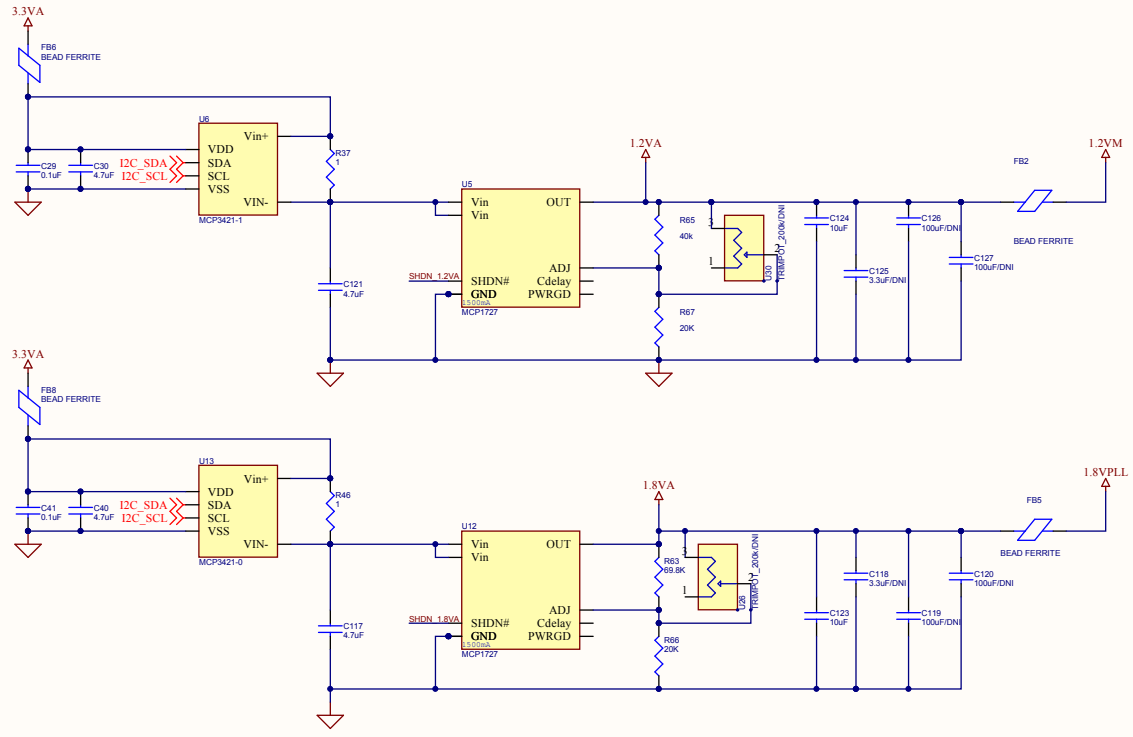 3.3VA
FB6
BEAD FERRITE
U6
Vin+
VDD
SDA
SCL
VSS
VIN-
MCP3421-1
I2C_SDA
I2C_SCL
C29
0.1uF
C30
4.7uF
R37
1
C121
4.7uF
U5
Vin
Vin
OUT
ADJ
SHDN#
Cdelay
GND
PWRGD
1500mA
MCP1727
SHDN_1.2VA
1.2VA
R65
40k
R67
20K
3
2
1
U30
TRIMPOT_200k/DNI
C124
10uF
C125
3.3uF/DNI
C126
100uF/DNI
C127
100uF/DNI
FB2
BEAD FERRITE
1.2VM
3.3VA
FB8
BEAD FERRITE
U13
Vin+
VDD
SDA
SCL
VSS
VIN-
MCP3421-0
I2C_SDA
I2C_SCL
C41
0.1uF
C40
4.7uF
R46
1
C117
4.7uF
U12
Vin
Vin
OUT
ADJ
SHDN#
Cdelay
GND
PWRGD
1500mA
MCP1727
SHDN_1.8VA
1.8VA
R63
69.8K
R66
20K
3
2
1
U26
TRIMPOT_200k/DNI
C123
10uF
C118
3.3uF/DNI
C119
100uF/DNI
C120
100uF/DNI
FB5
BEAD FERRITE
1.8VPLL